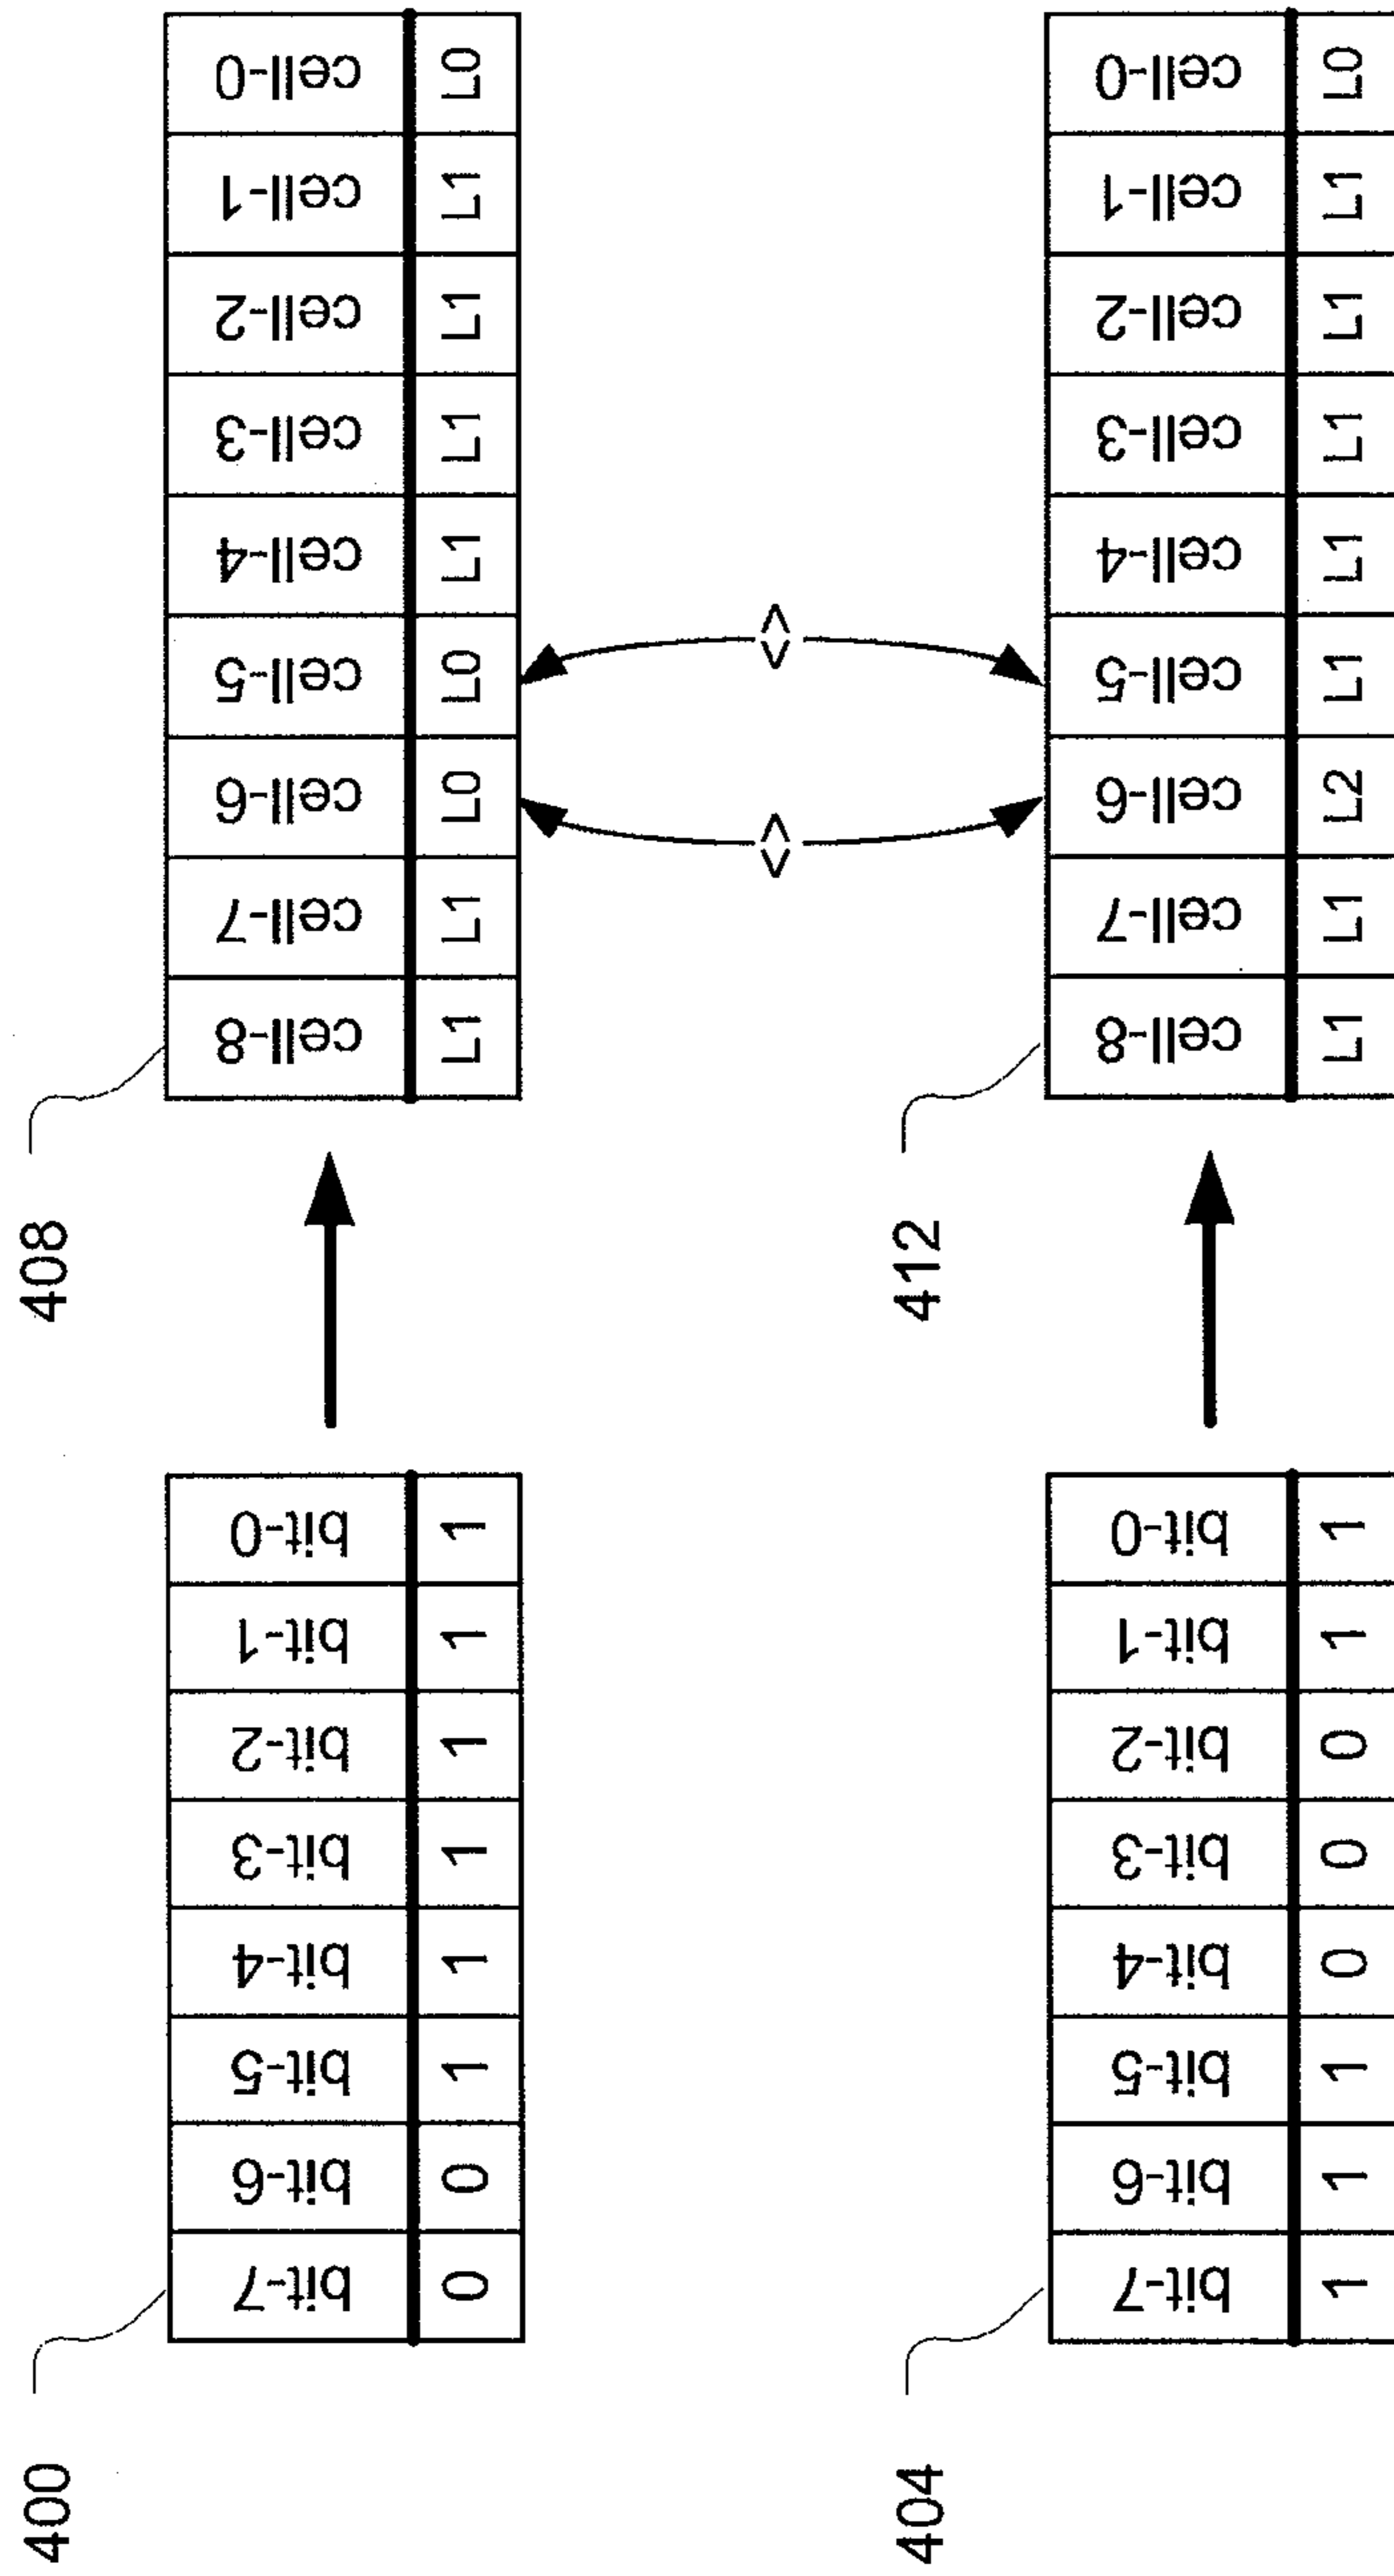 400 408
bit-7 bit-6 bit-5 bit-4 bit-3 bit-2 bit-1 bit-0 cell-8 cell-7 cell-6 cell-5 cell-4 cell-3 cell-2 cell-1 cell-0
0 0 1 1 1 1 1 1 L1 L1 L0 L0 L1 L1 L1 L1 L0
<> <>
404 412
bit-7 bit-6 bit-5 bit-4 bit-3 bit-2 bit-1 bit-0 cell-8 cell-7 cell-6 cell-5 cell-4 cell-3 cell-2 cell-1 cell-0
1 1 1 0 0 0 1 1 L1 L1 L2 L1 L1 L1 L1 L1 L0